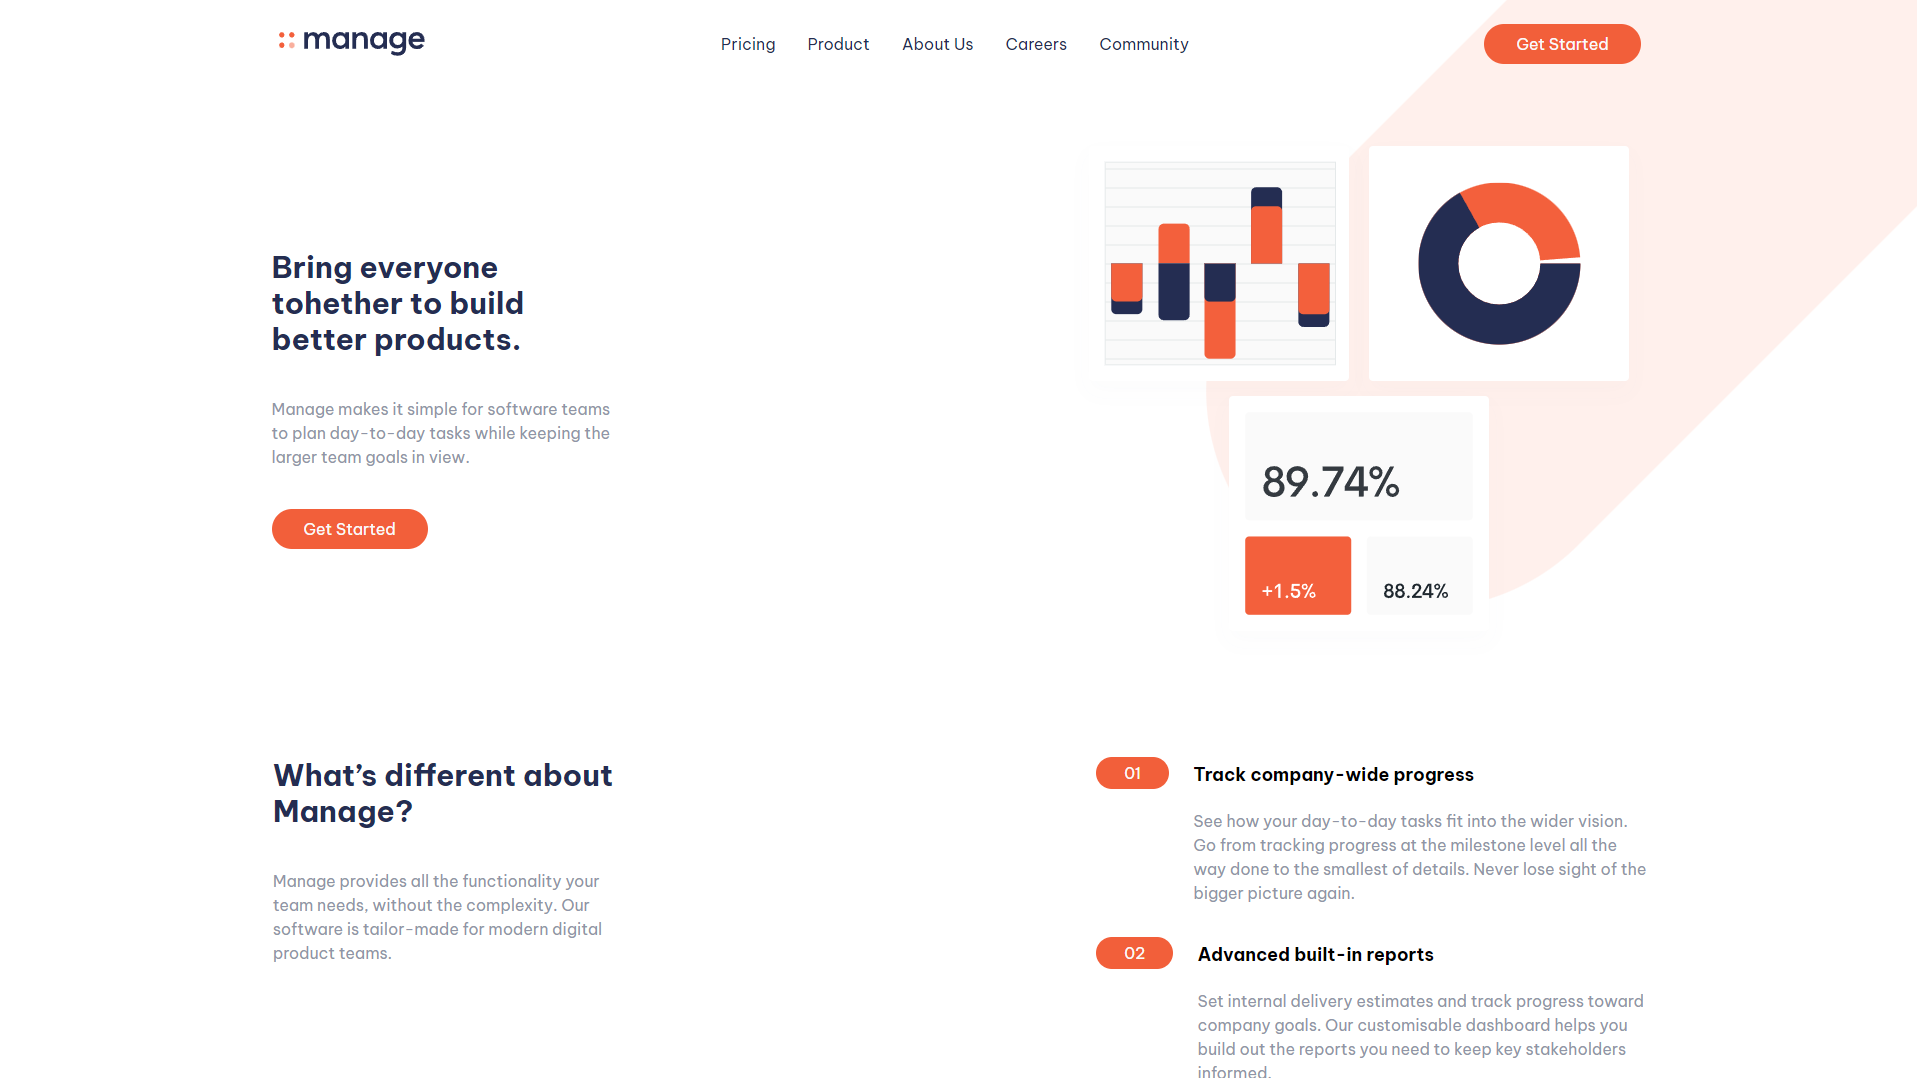 manage
Pricing Product About Us Careers Community
Get Started
Bring everyone
tohether to build
better products.
Manage makes it simple for software teams
to plan day-to-day tasks while keeping the
larger team goals in view.
Get Started
89.74%
+1.5%
88.24%
What’s different about
Manage?
Manage provides all the functionality your
team needs, without the complexity. Our
software is tailor-made for modern digital
product teams.
01
Track company-wide progress
See how your day-to-day tasks fit into the wider vision.
Go from tracking progress at the milestone level all the
way done to the smallest of details. Never lose sight of the
bigger picture again.
02
Advanced built-in reports
Set internal delivery estimates and track progress toward
company goals. Our customisable dashboard helps you
build out the reports you need to keep key stakeholders
informed.